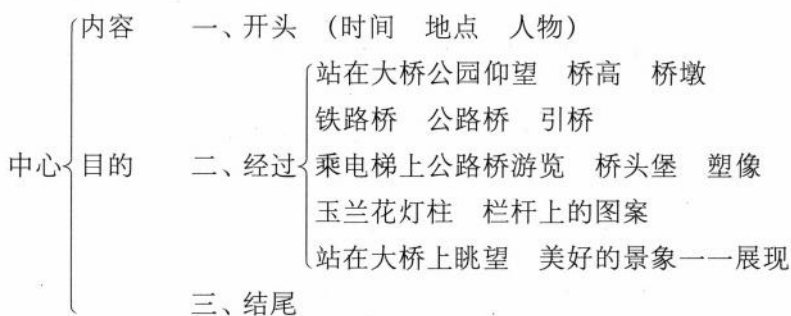 内容 一、开头 (时间 地点 人物)
站在大桥公园仰望 桥高 桥墩
铁路桥 公路桥 引桥
中心 目的 二、经过 乘电梯上公路桥游览 桥头堡 塑像
玉兰花灯柱 栏杆上的图案
站在大桥上眺望 美好的景象一一展现
三、结尾